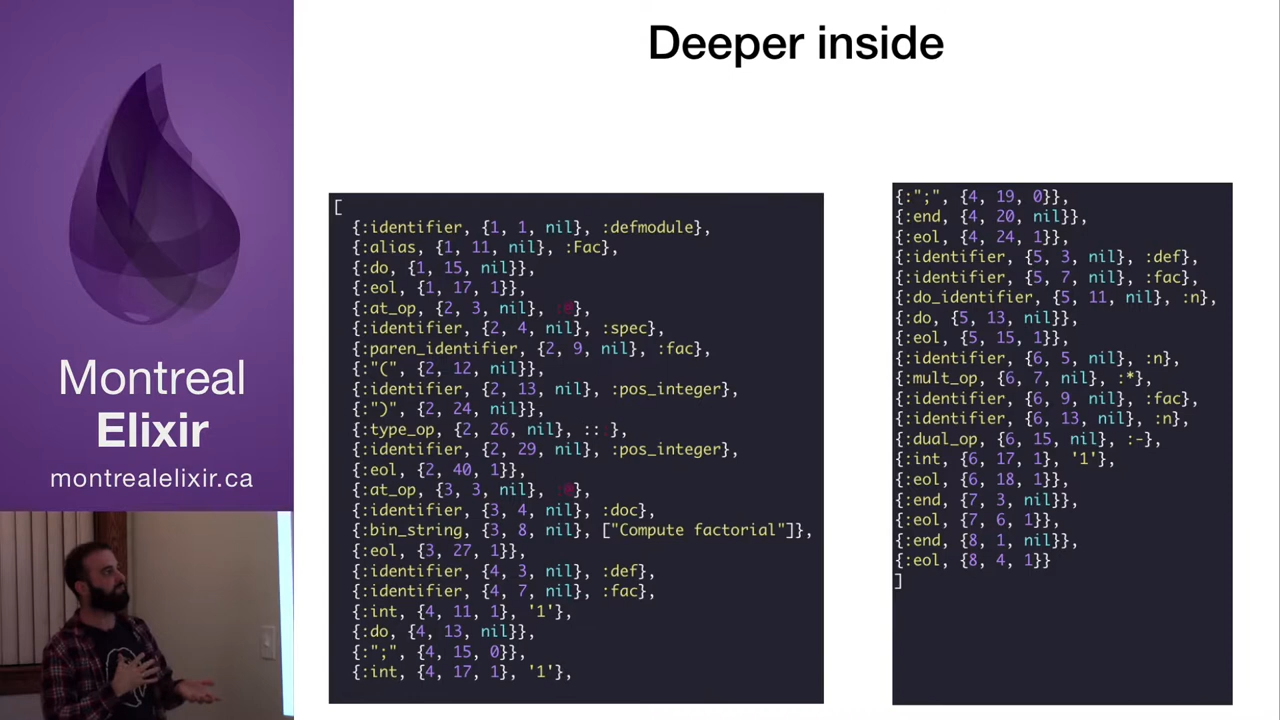 Deeper inside
Montreal
Elixir
montrealelixir.ca
[
{:identifier, {1, 1, nil}, :defmodule},
{:alias, {1, 11, nil}, :Fac},
{:do, {1, 15, nil}},
{:eol, {1, 17, 1}},
{:at_op, {2, 3, nil}, :@},
{:identifier, {2, 4, nil}, :spec},
{:paren_identifier, {2, 9, nil}, :fac},
{:"(", {2, 12, nil}},
{:identifier, {2, 13, nil}, :pos_integer},
{:")", {2, 24, nil}},
{:type_op, {2, 26, nil}, :::},
{:identifier, {2, 29, nil}, :pos_integer},
{:eol, {2, 40, 1}},
{:at_op, {3, 3, nil}, :@},
{:identifier, {3, 4, nil}, :doc},
{:bin_string, {3, 8, nil}, ["Compute factorial"]},
{:eol, {3, 27, 1}},
{:identifier, {4, 3, nil}, :def},
{:identifier, {4, 7, nil}, :fac},
{:int, {4, 11, 1}, '1'},
{:do, {4, 13, nil}},
{:";", {4, 15, 0}},
{:int, {4, 17, 1}, '1'},
{:";", {4, 19, 0}},
{:end, {4, 20, nil}},
{:eol, {4, 24, 1}},
{:identifier, {5, 3, nil}, :def},
{:identifier, {5, 7, nil}, :fac},
{:do_identifier, {5, 11, nil}, :n},
{:do, {5, 13, nil}},
{:eol, {5, 15, 1}},
{:identifier, {6, 5, nil}, :n},
{:mult_op, {6, 7, nil}, :*},
{:identifier, {6, 9, nil}, :fac},
{:identifier, {6, 13, nil}, :n},
{:dual_op, {6, 15, nil}, :-},
{:int, {6, 17, 1}, '1'},
{:eol, {6, 18, 1}},
{:end, {7, 3, nil}},
{:eol, {7, 6, 1}},
{:end, {8, 1, nil}},
{:eol, {8, 4, 1}}
]